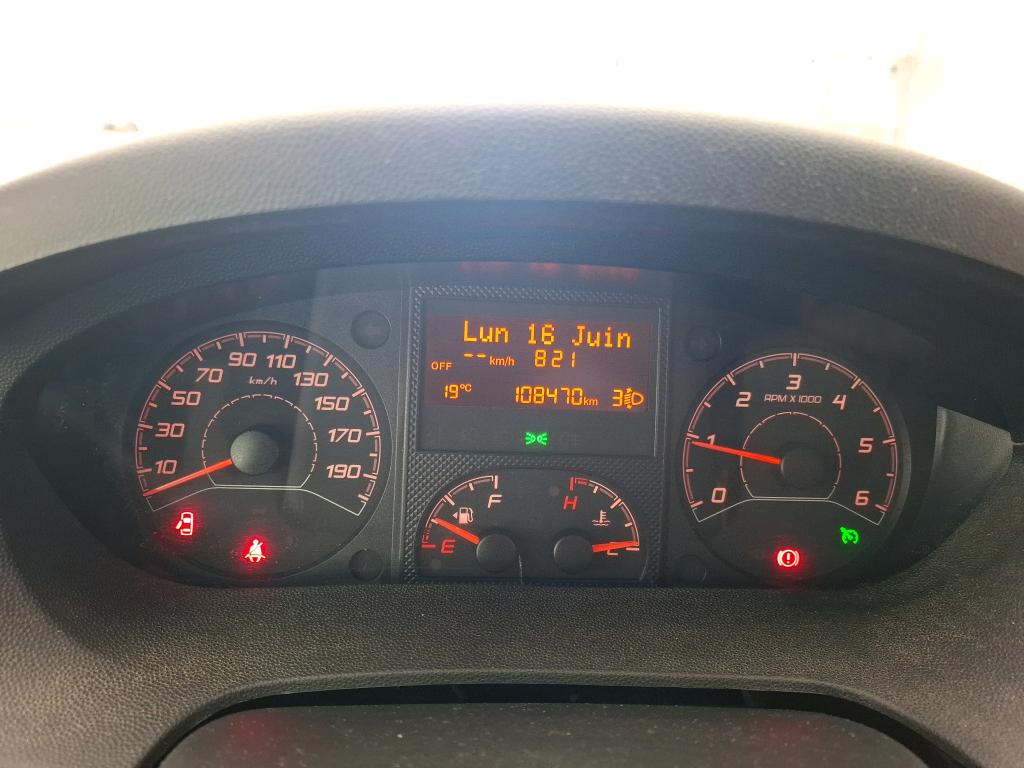 Lun 16 Juin
OFF --km/h 821
19°C 108470km 3
10 30 50 70 90 110 130 150 170 190
km/h
0 1 2 3 4 5 6
RPM X 1000
E F
H C